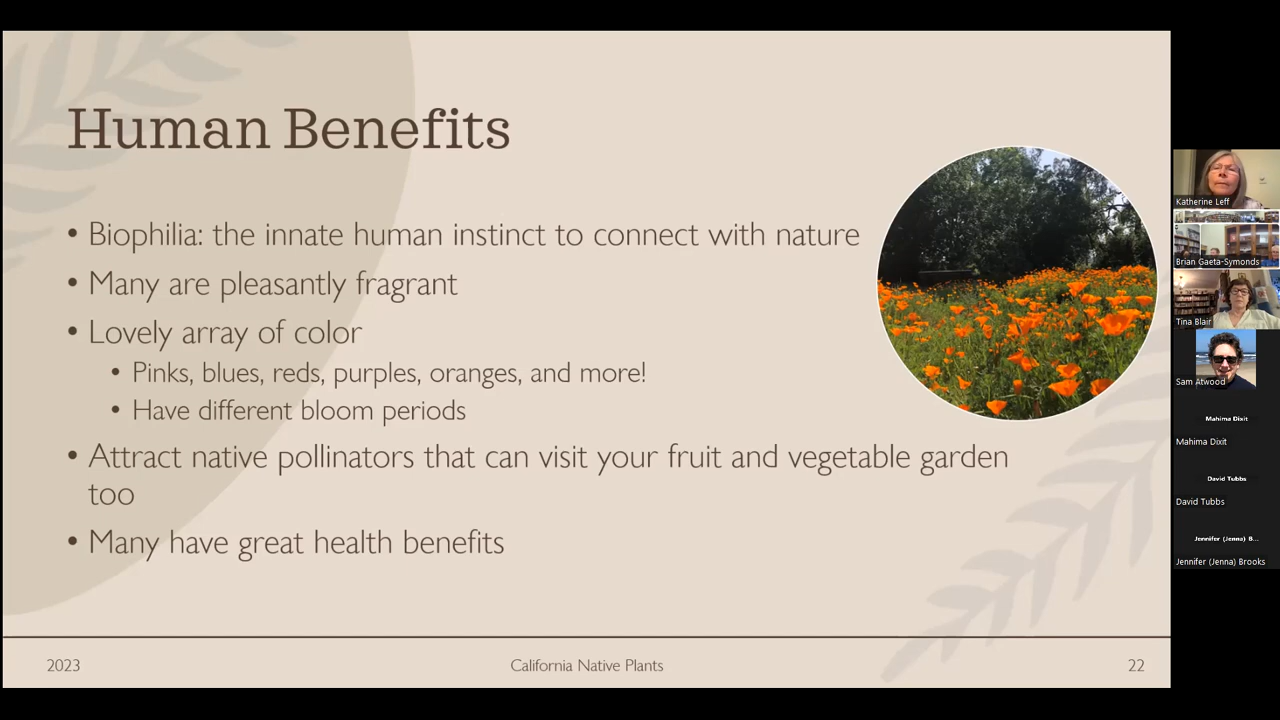 Human Benefits
• Biophilia: the innate human instinct to connect with nature
• Many are pleasantly fragrant
• Lovely array of color
• Pinks, blues, reds, purples, oranges, and more!
• Have different bloom periods
• Attract native pollinators that can visit your fruit and vegetable garden
too
• Many have great health benefits
2023
California Native Plants
22
Katherine Leff
Brian Gaeta-Symonds
Tina Blair
Sam Atwood
Mahima Dixit
Mahima Dixit
David Tubbs
David Tubbs
Jennifer (Jenna) B...
Jennifer (Jenna) Brooks